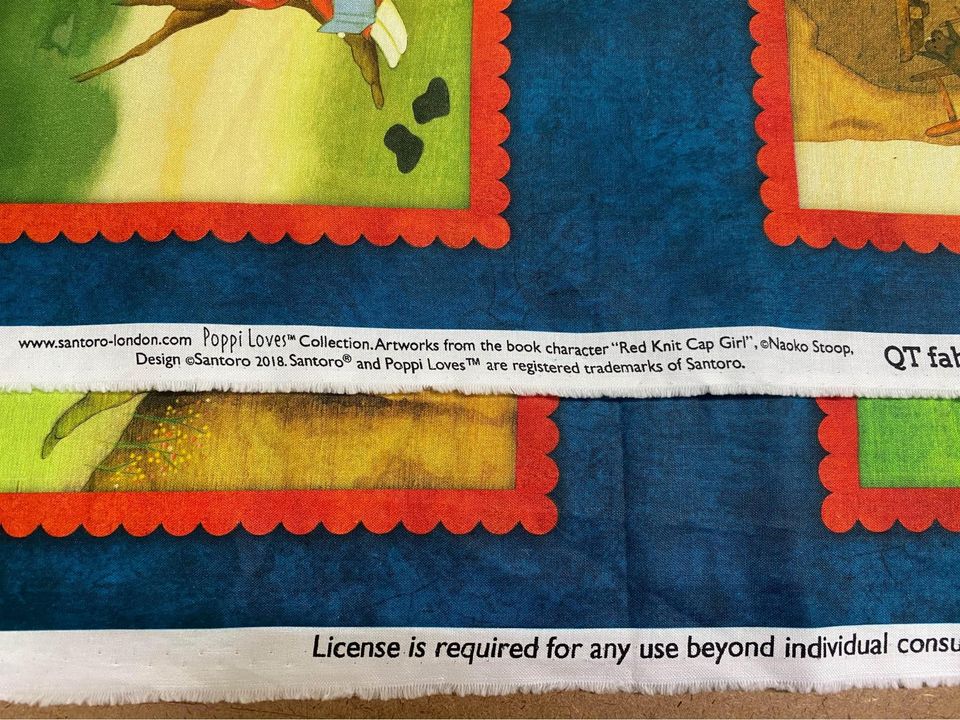 www.santoro-london.com Poppi Loves™ Collection. Artworks from the book character "Red Knit Cap Girl", ©Naoko Stoop,
Design ©Santoro 2018. Santoro® and Poppi Loves™ are registered trademarks of Santoro.
QT fab
License is required for any use beyond individual consu